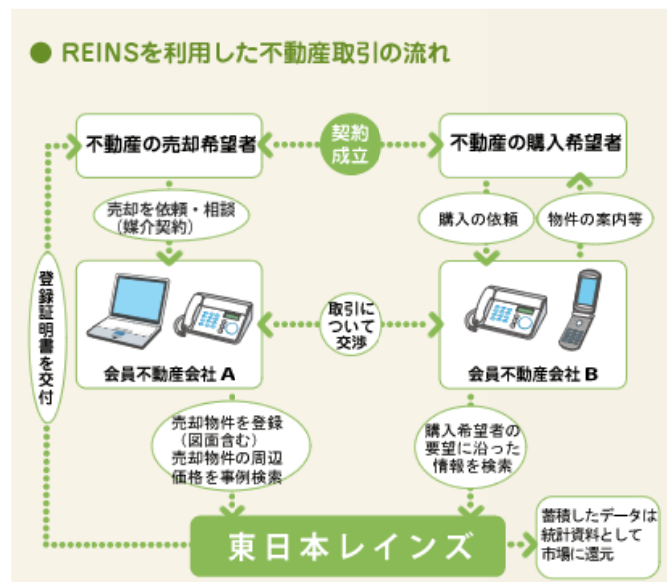 ● REINSを利用した不動産取引の流れ
不動産の売却希望者
契約
成立
不動産の購入希望者
売却を依頼・相談
（媒介契約）
購入の依頼
物件の案内等
登録証明書を交付
取引に
ついて
交渉
会員不動産会社 A
会員不動産会社 B
売却物件を登録
（図面含む）
売却物件の周辺
価格を事例検索
購入希望者の
要望に沿った
情報を検索
東日本レインズ
蓄積したデータは
統計資料として
市場に還元